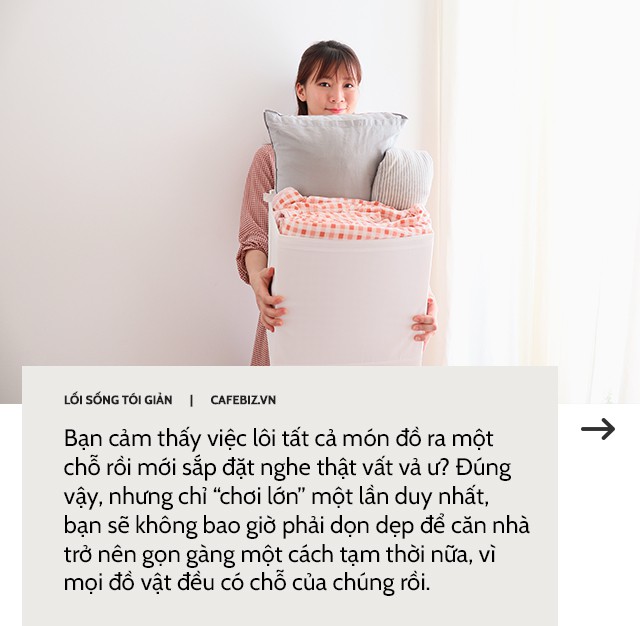 LỐI SỐNG TÓI GIẢN | CAFEBIZ.VN
Bạn cảm thấy việc lôi tất cả món đồ ra một
chỗ rồi mới sắp đặt nghe thật vất vả ư? Đúng
vậy, nhưng chỉ “chơi lớn” một lần duy nhất,
bạn sẽ không bao giờ phải dọn dẹp để căn nhà
trở nên gọn gàng một cách tạm thời nữa, vì
mọi đồ vật đều có chỗ của chúng rồi.